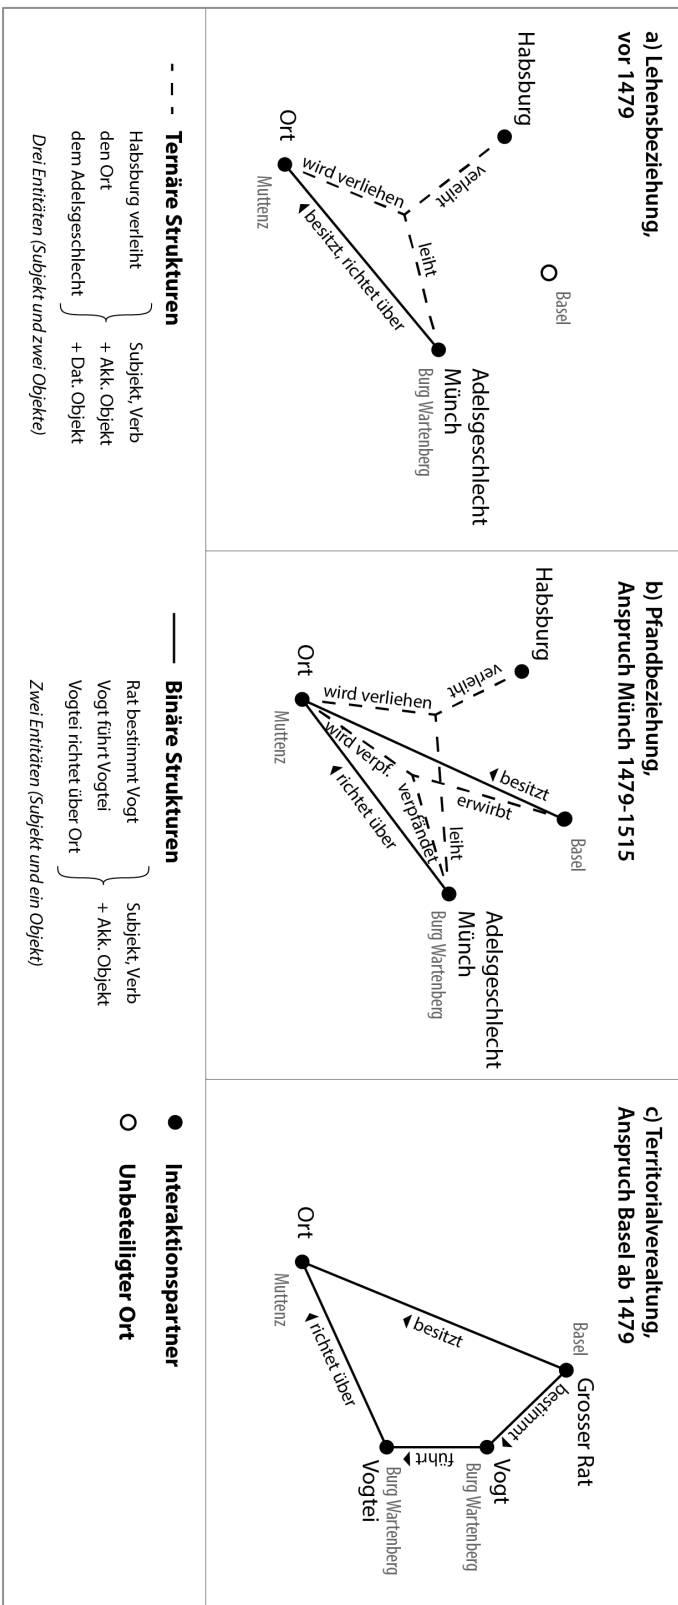 a) Lehensbeziehung,
vor 1479
Habsburg
verleiht
Basel
Ort
Muttenz
wird verliehen
leiht
besitzt, richtet über
Adelsgeschlecht
Münch
Burg Wartenberg
b) Pfandbeziehung,
Anspruch Münch 1479-1515
Habsburg
verleiht
Basel
besitzt
erwirbt
Ort
Muttenz
wird verliehen
wird verpf.
verpfändet
leiht
richtet über
Adelsgeschlecht
Münch
Burg Wartenberg
c) Territorialverealtung,
Anspruch Basel ab 1479
Basel
Grosser Rat
bestimmt
besitzt
Vogt
Burg Wartenberg
führt
Ort
Muttenz
richtet über
Burg Wartenberg
Vogtei
Ternäre Strukturen
Habsburg verleiht
den Ort
dem Adelsgeschlecht
Subjekt, Verb
+ Akk. Objekt
+ Dat. Objekt
Drei Entitäten (Subjekt und zwei Objekte)
Binäre Strukturen
Rat bestimmt Vogt
Vogt führt Vogtei
Vogtei richtet über Ort
Subjekt, Verb
+ Akk. Objekt
Zwei Entitäten (Subjekt und ein Objekt)
Interaktionspartner
Unbeteiligter Ort